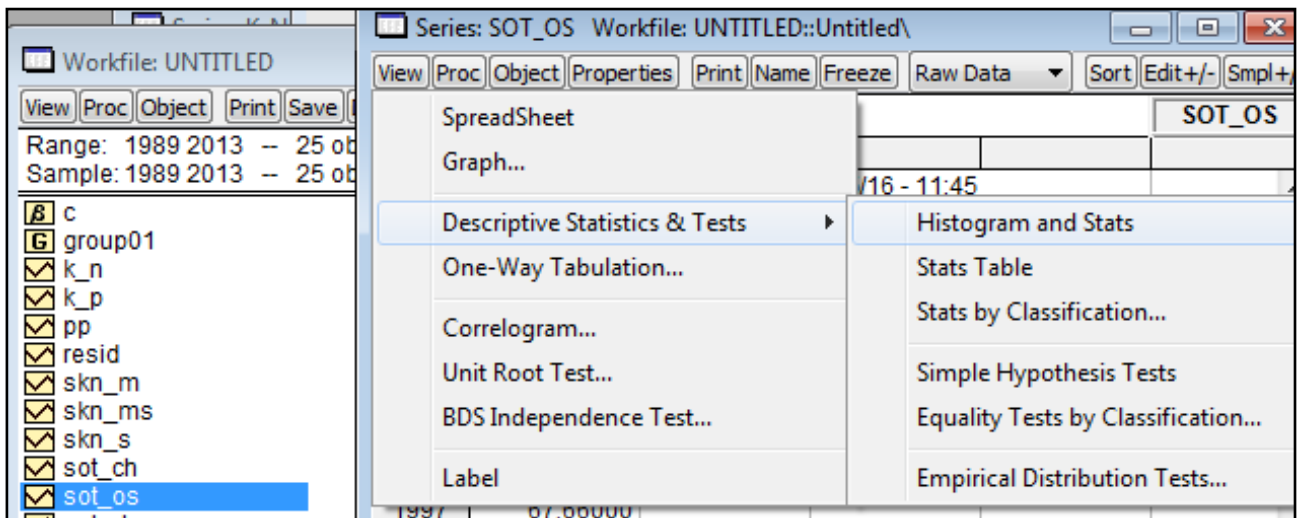 Workfile: UNTITLED
View Proc Object Print Save
Range: 1989 2013 -- 25 ob
Sample: 1989 2013 -- 25 ob
β c
G group01
k_n
k_p
pp
resid
skn_m
skn_ms
skn_s
sot_ch
sot_os
Series: SOT_OS Workfile: UNTITLED::Untitled\
View Proc Object Properties Print Name Freeze Raw Data Sort Edit+/- Smpl+/
SOT_OS
/16 - 11:45
SpreadSheet
Graph...
Descriptive Statistics & Tests
One-Way Tabulation...
Correlogram...
Unit Root Test...
BDS Independence Test...
Label
Histogram and Stats
Stats Table
Stats by Classification...
Simple Hypothesis Tests
Equality Tests by Classification...
Empirical Distribution Tests...
1997 67.66000